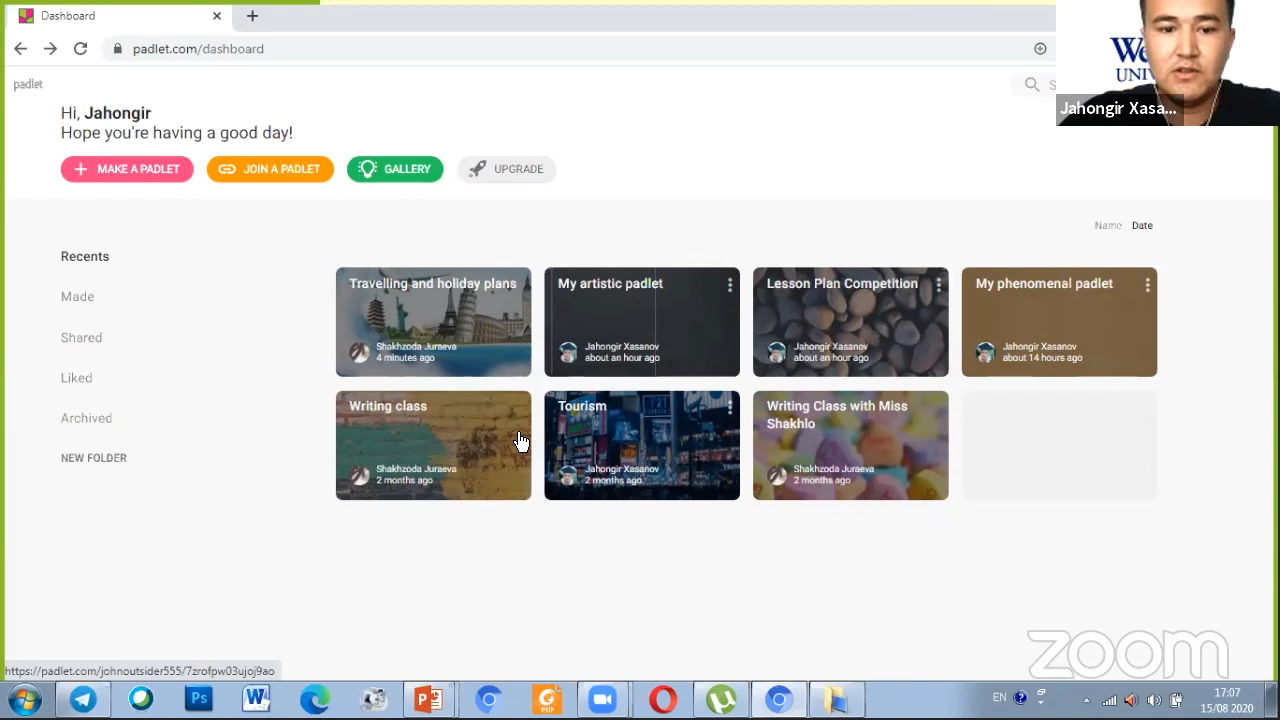 Dashboard
padlet.com/dashboard
padlet
Hi, Jahongir
Hope you're having a good day!
MAKE A PADLET
JOIN A PADLET
GALLERY
UPGRADE
Jahongir Xasa...
Name Date
Recents
Made
Shared
Liked
Archived
NEW FOLDER
Travelling and holiday plans
Shakhzoda Juraeva
4 minutes ago
My artistic padlet
Jahongir Xasanov
about an hour ago
Lesson Plan Competition
Jahongir Xasanov
about an hour ago
My phenomenal padlet
Jahongir Xasanov
about 14 hours ago
Writing class
Shakhzoda Juraeva
2 months ago
Tourism
Jahongir Xasanov
2 months ago
Writing Class with Miss
Shakhlo
Shakhzoda Juraeva
2 months ago
zoom
https://padlet.com/johnoutsider555/7zrofpw03ujoj9ao
EN
17:07
15/08 2020